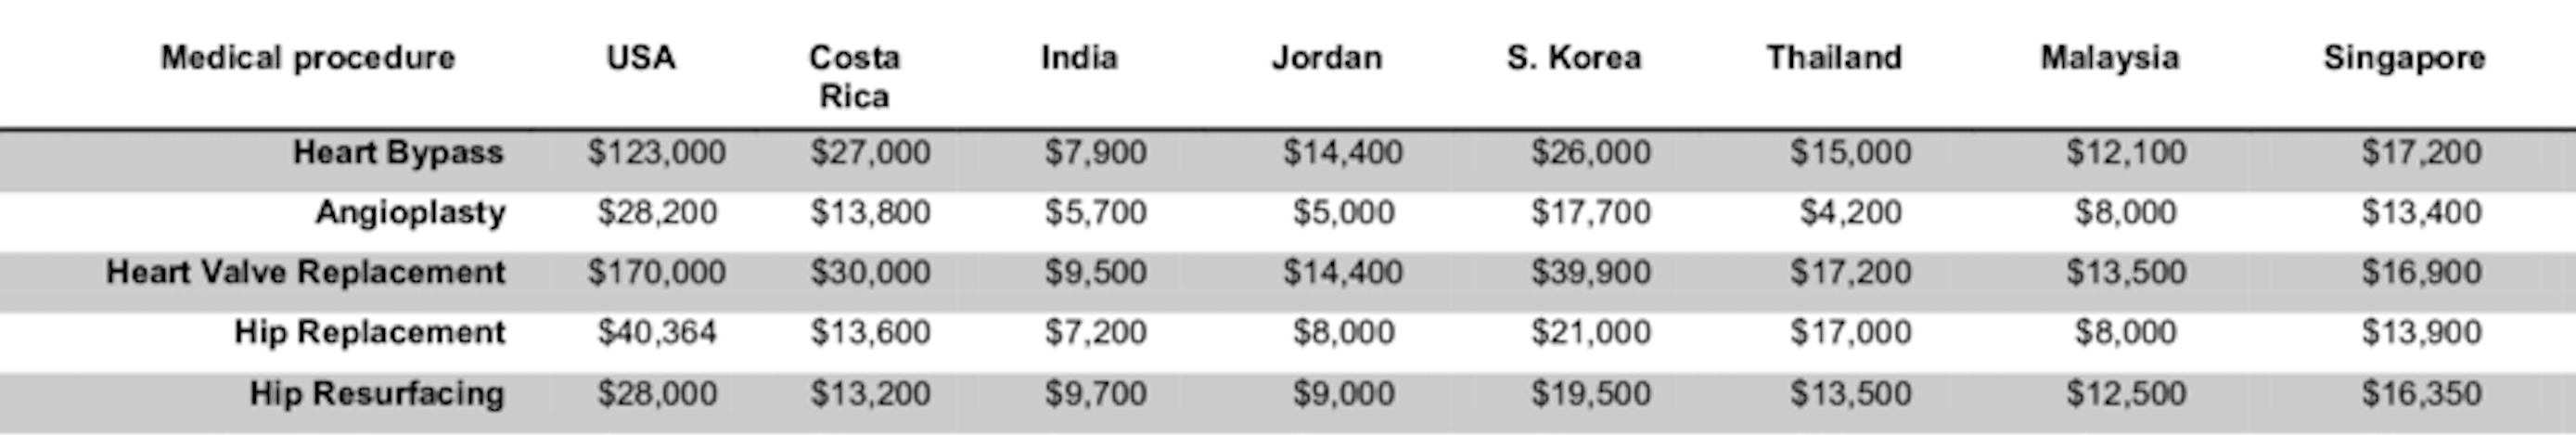 Medical procedure USA Costa Rica India Jordan S. Korea Thailand Malaysia Singapore
Heart Bypass $123,000 $27,000 $7,900 $14,400 $26,000 $15,000 $12,100 $17,200
Angioplasty $28,200 $13,800 $5,700 $5,000 $17,700 $4,200 $8,000 $13,400
Heart Valve Replacement $170,000 $30,000 $9,500 $14,400 $39,900 $17,200 $13,500 $16,900
Hip Replacement $40,364 $13,600 $7,200 $8,000 $21,000 $17,000 $8,000 $13,900
Hip Resurfacing $28,000 $13,200 $9,700 $9,000 $19,500 $13,500 $12,500 $16,350